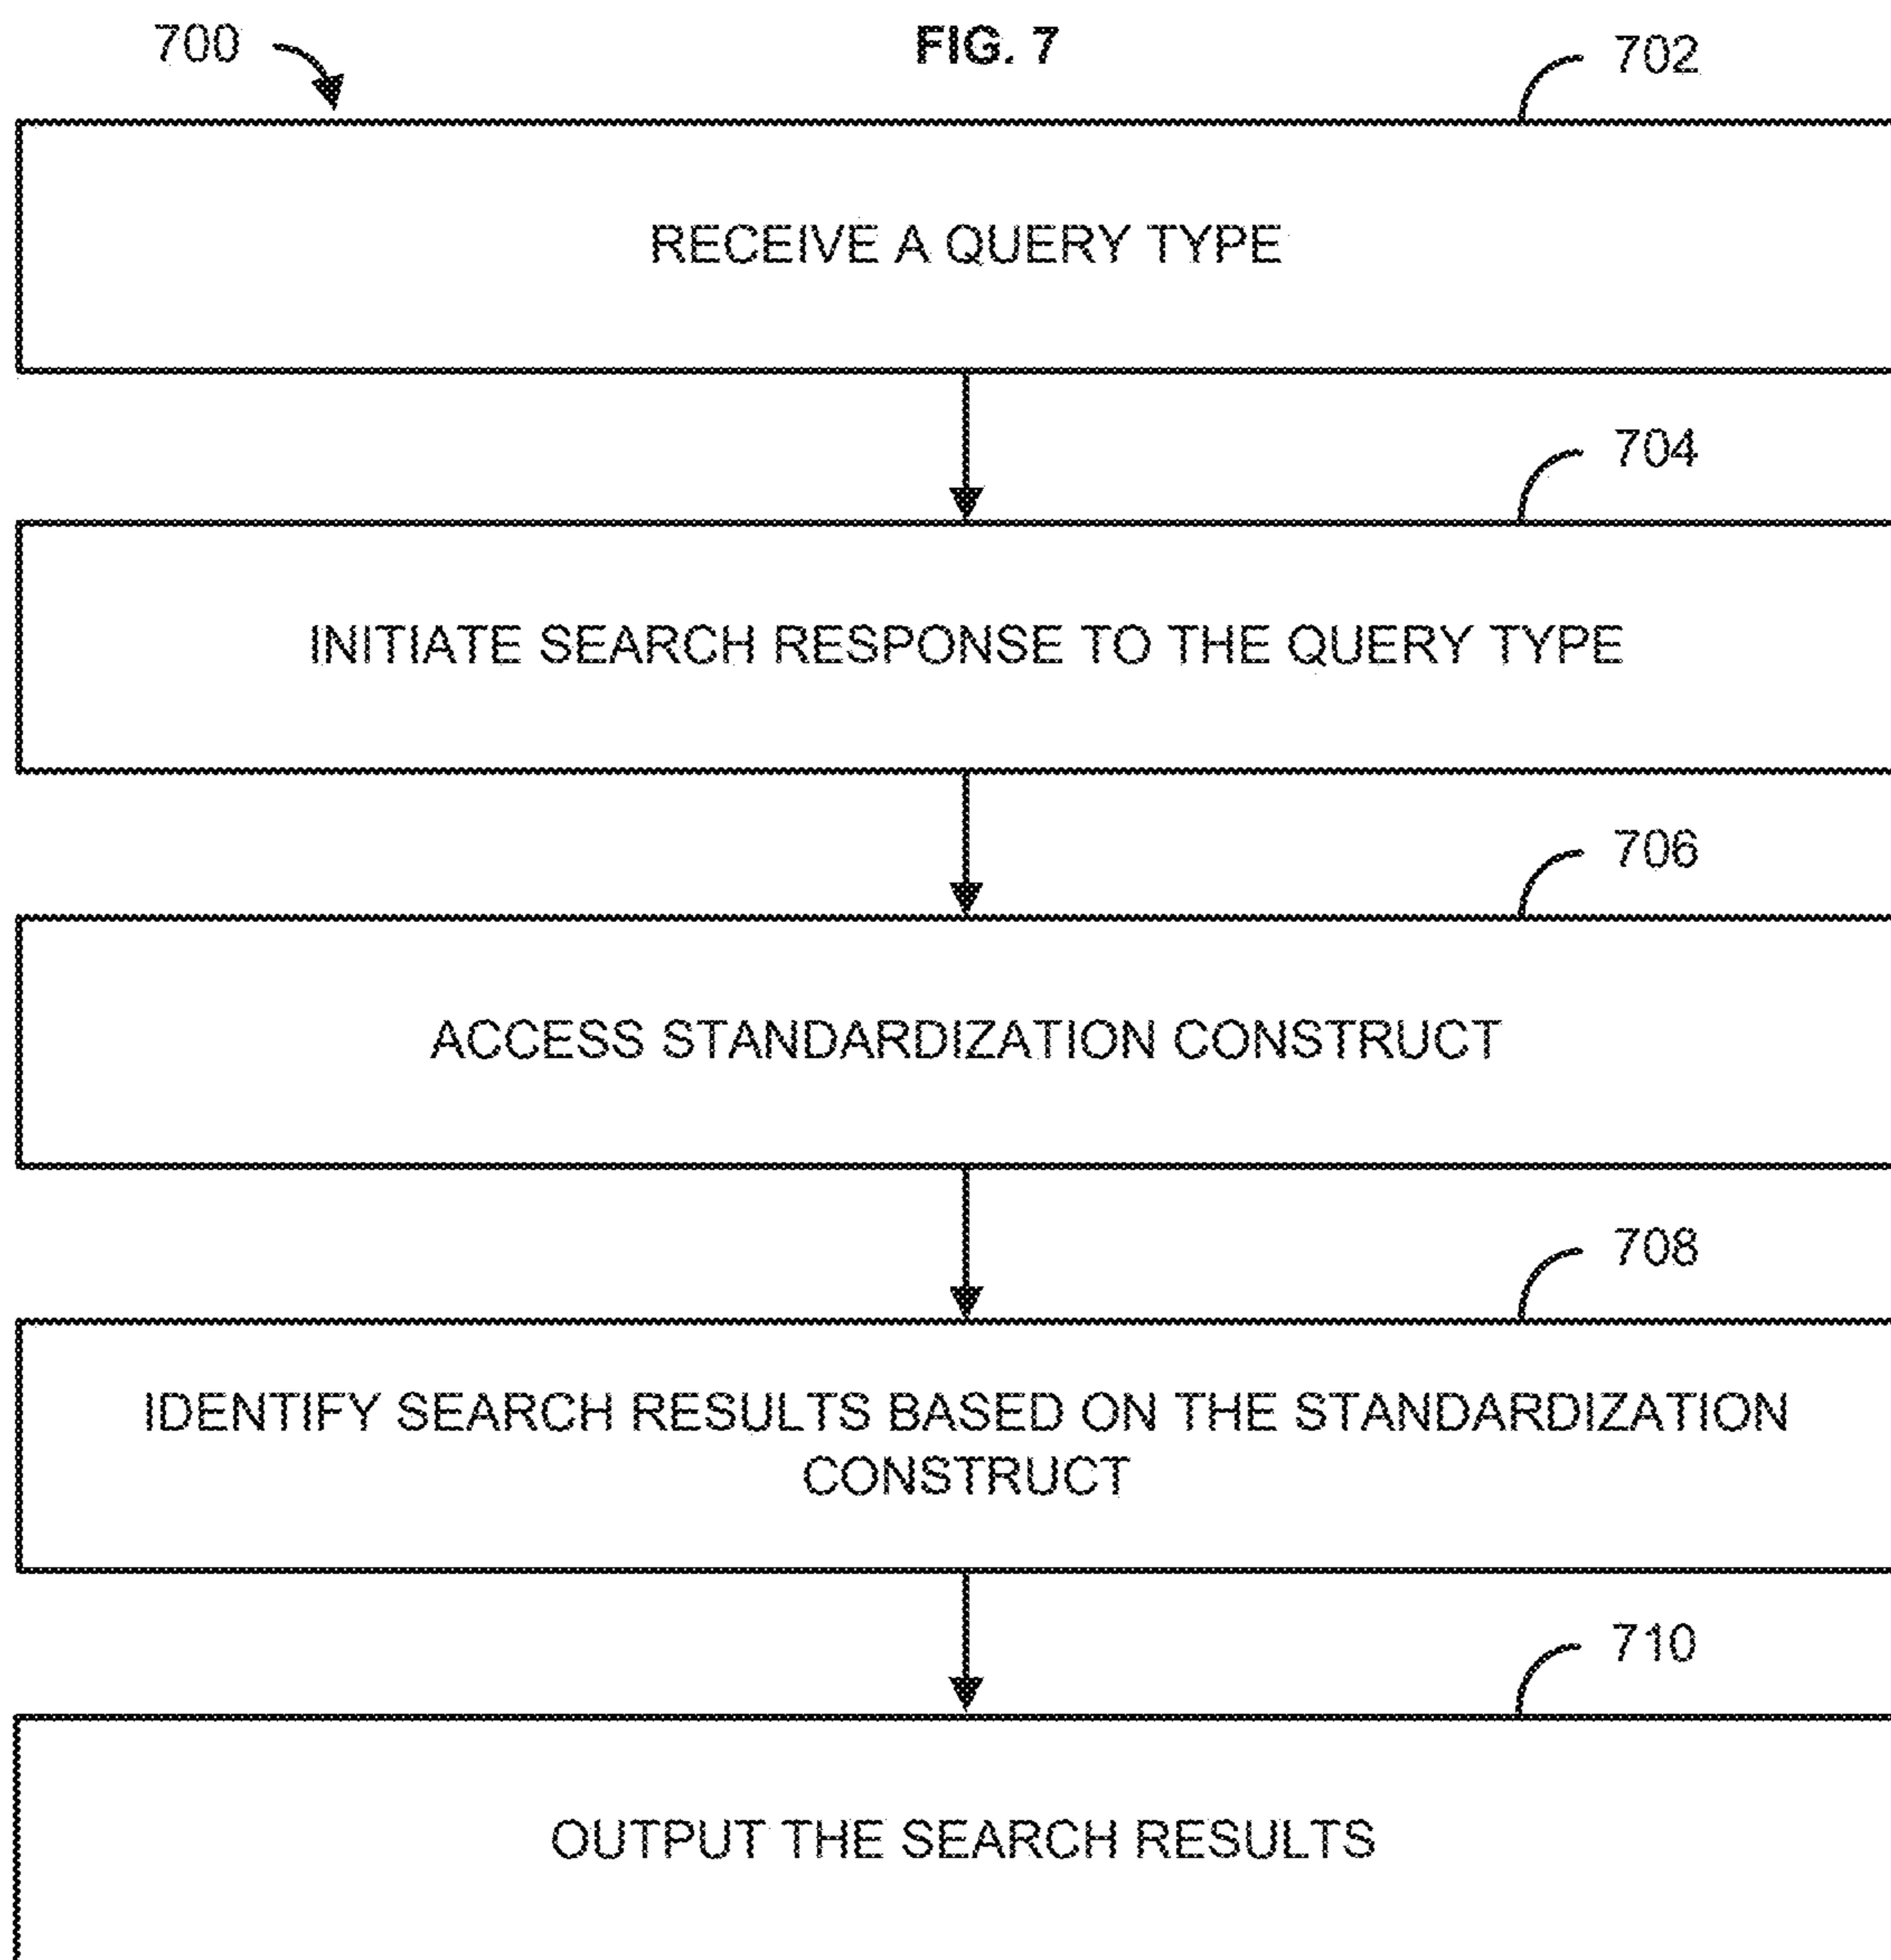 700
FIG. 7
702
RECEIVE A QUERY TYPE
704
INITIATE SEARCH RESPONSE TO THE QUERY TYPE
706
ACCESS STANDARDIZATION CONSTRUCT
708
IDENTIFY SEARCH RESULTS BASED ON THE STANDARDIZATION
CONSTRUCT
710
OUTPUT THE SEARCH RESULTS